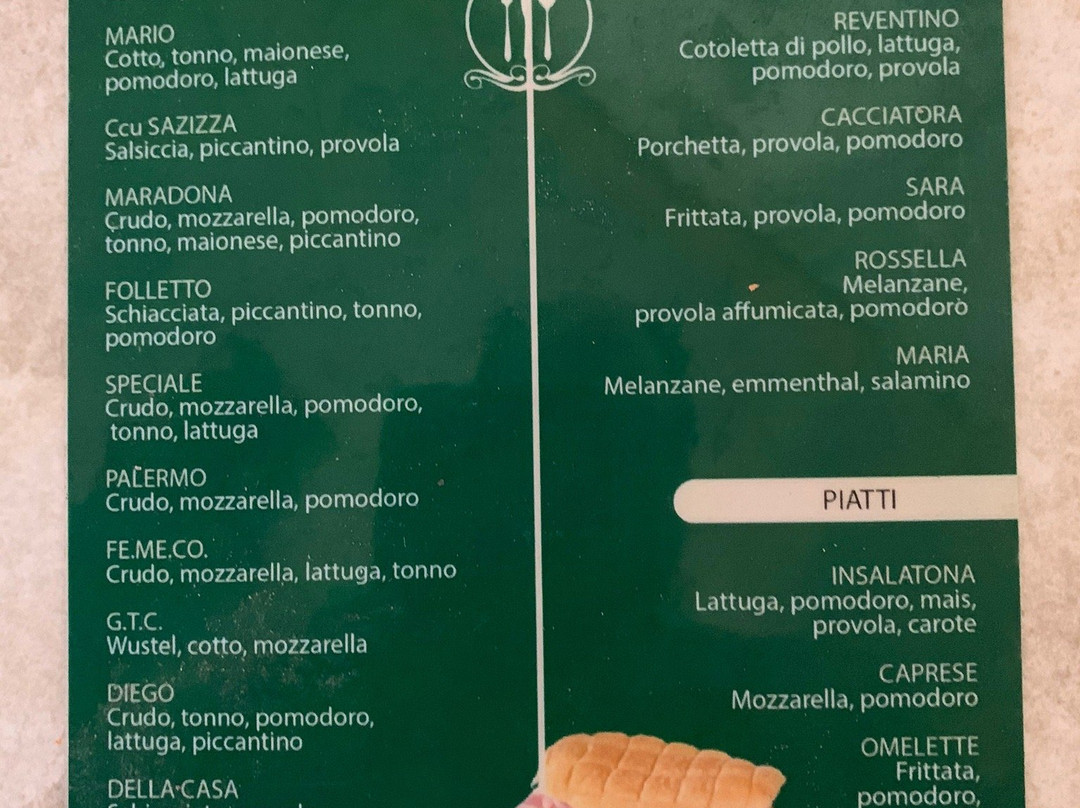 MARIO
Cotto, tonno, maionese,
pomodoro, lattuga
Ccu SAZIZZA
Salsiccia, piccantino, provola
MARADONA
Crudo, mozzarella, pomodoro,
tonno, maionese, piccantino
FOLLETTO
Schiacciata, piccantino, tonno,
pomodoro
SPECIALE
Crudo, mozzarella, pomodoro,
tonno, lattuga
PALERMO
Crudo, mozzarella, pomodoro
FE.ME.CO.
Crudo, mozzarella, lattuga, tonno
G.T.C.
Wustel, cotto, mozzarella
DIEGO
Crudo, tonno, pomodoro,
lattuga, piccantino
DELLA CASA
REVENTINO
Cotoletta di pollo, lattuga,
pomodoro, provola
CACCIATORA
Porchetta, provola, pomodoro
SARA
Frittata, provola, pomodoro
ROSSELLA
Melanzane,
provola affumicata, pomodoro
MARIA
Melanzane, emmenthal, salamino
PIATTI
INSALATONA
Lattuga, pomodoro, mais,
provola, carote
CAPRESE
Mozzarella, pomodoro
OMELETTE
Frittata,
pomodoro,